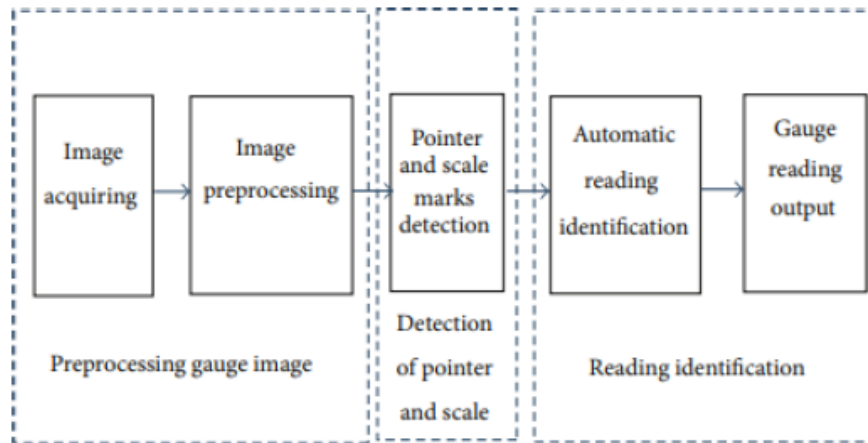 Image
acquiring
Image
preprocessing
Pointer
and scale
marks
detection
Automatic
reading
identification
Gauge
reading
output
Preprocessing gauge image
Detection
of pointer
and scale
Reading identification